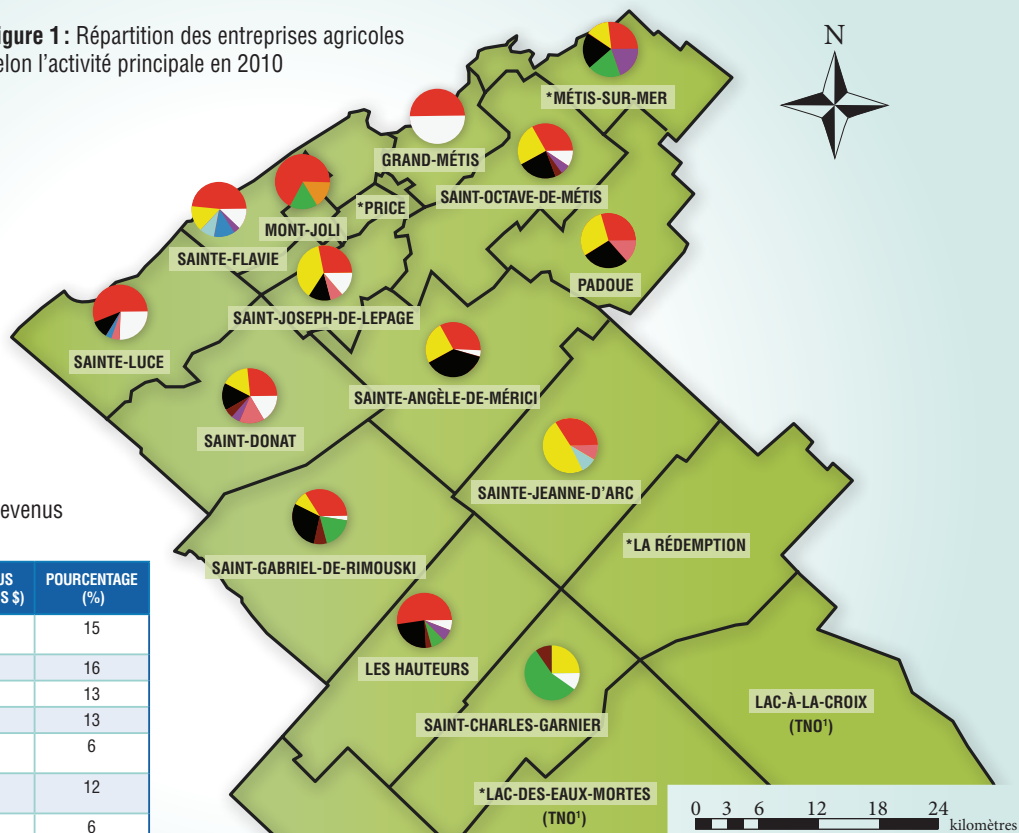 igure 1 : Répartition des entreprises agricoles
elon l'activité principale en 2010
N
*MÉTIS-SUR-MER
GRAND-MÉTIS
SAINT-OCTAVE-DE-MÉTIS
*PRICE
MONT-JOLI
SAINTE-FLAVIE
PADOUE
SAINT-JOSEPH-DE-LEPAGE
SAINTE-LUCE
SAINTE-ANGÈLE-DE-MÉRICI
SAINT-DONAT
SAINTE-JEANNE-D'ARC
evenus
*LA RÉDEMPTION
SAINT-GABRIEL-DE-RIMOUSKI
US
S $)
POURCENTAGE
(%)
15
16
13
13
6
12
6
LES HAUTEURS
SAINT-CHARLES-GARNIER
LAC-À-LA-CROIX
(TNO¹)
*LAC-DES-EAUX-MORTES
(TNO¹)
0 3 6 12 18 24
kilomètres